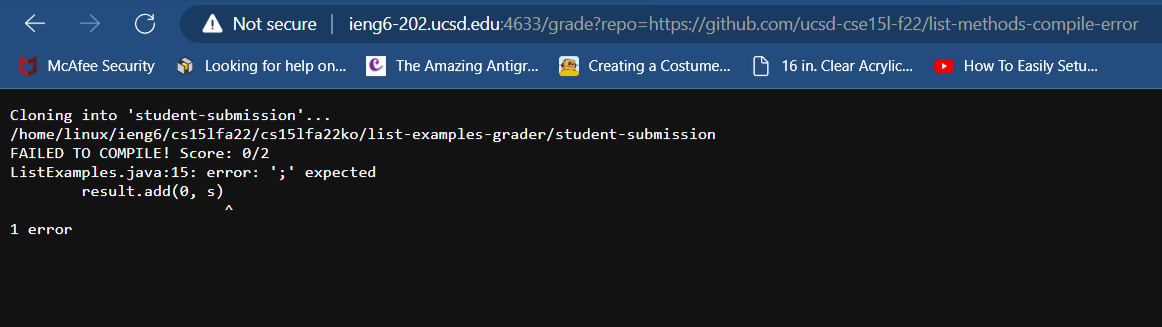 Not secure | ieng6-202.ucsd.edu:4633/grade?repo=https://github.com/ucsd-cse15l-f22/list-methods-compile-error
McAfee Security Looking for help on... The Amazing Antigr... Creating a Costume... 16 in. Clear Acrylic... How To Easily Setu...
Cloning into 'student-submission'...
/home/linux/ieng6/cs15lfa22/cs15lfa22ko/list-examples-grader/student-submission
FAILED TO COMPILE! Score: 0/2
ListExamples.java:15: error: ';' expected
        result.add(0, s)
                        ^
1 error